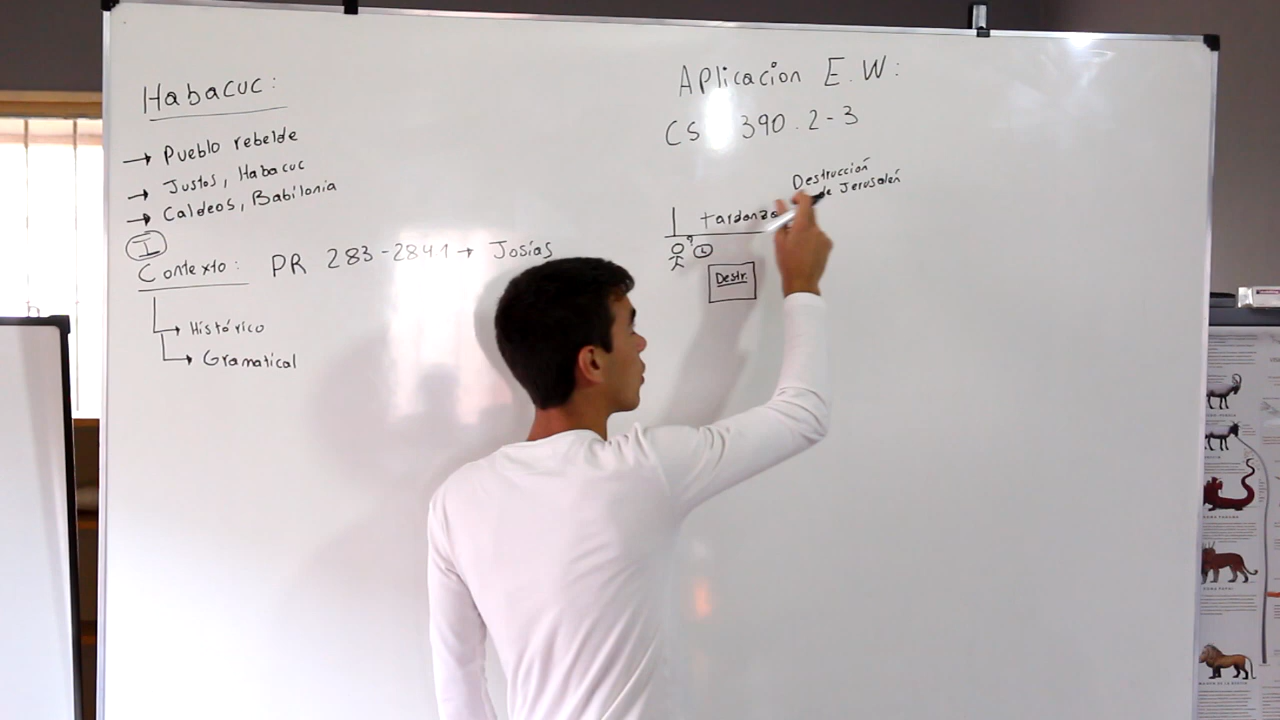 Habacuc:
→ Pueblo rebelde
→ Justos, Habacuc
→ Caldeos, Babilonia
I
Contexto: PR 283-2841 → Josías
→ Histórico
→ Gramatical
Aplicacion E.W:
CS 390.2-3
Destrucción
de Jerusalén
tardanza
Destr.